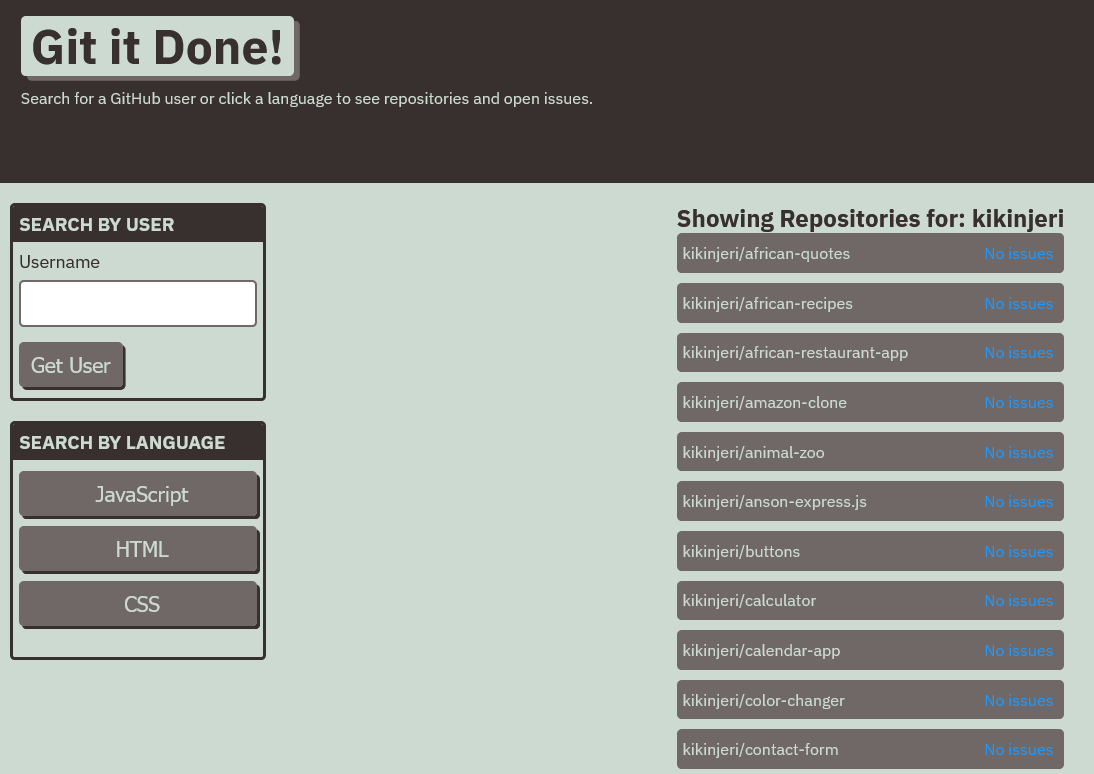 Git it Done!
Search for a GitHub user or click a language to see repositories and open issues.
SEARCH BY USER
Username
Get User
SEARCH BY LANGUAGE
JavaScript
HTML
CSS
Showing Repositories for: kikinjeri
kikinjeri/african-quotes No issues
kikinjeri/african-recipes No issues
kikinjeri/african-restaurant-app No issues
kikinjeri/amazon-clone No issues
kikinjeri/animal-zoo No issues
kikinjeri/anson-express.js No issues
kikinjeri/buttons No issues
kikinjeri/calculator No issues
kikinjeri/calendar-app No issues
kikinjeri/color-changer No issues
kikinjeri/contact-form No issues